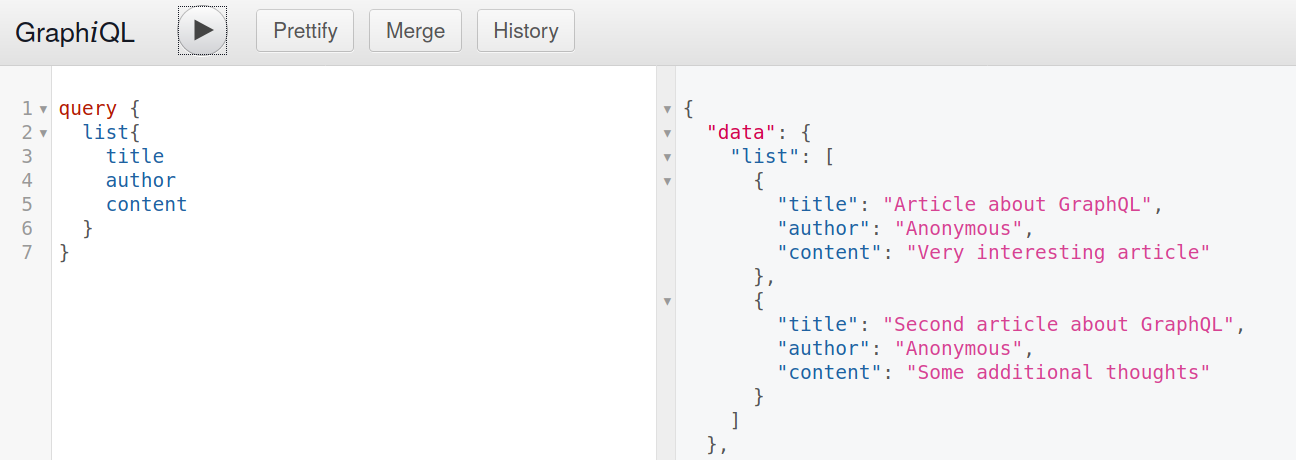 GraphiQL Prettify Merge History
1 query {
2   list{
3     title
4     author
5     content
6   }
7 }
{
  "data": {
    "list": [
      {
        "title": "Article about GraphQL",
        "author": "Anonymous",
        "content": "Very interesting article"
      },
      {
        "title": "Second article about GraphQL",
        "author": "Anonymous",
        "content": "Some additional thoughts"
      }
    ]
  },